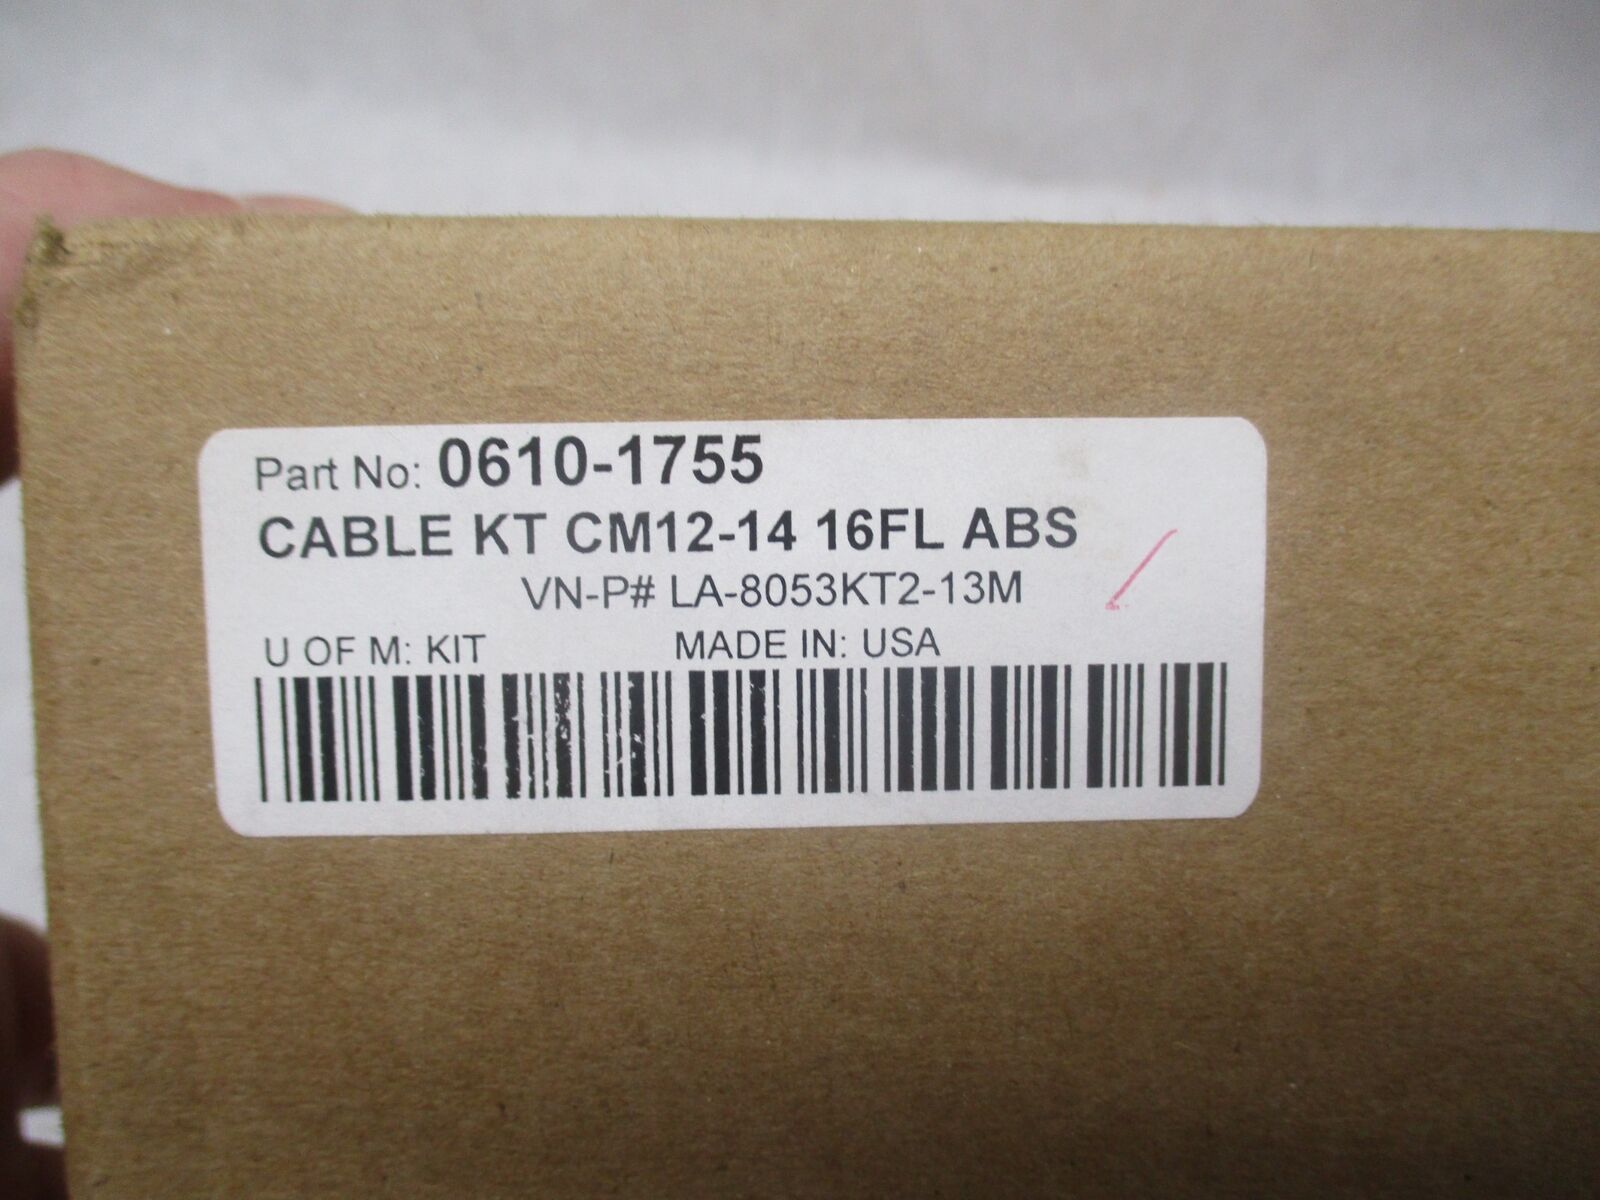 Part No: 0610-1755
CABLE KT CM12-14 16FL ABS
VN-P# LA-8053KT2-13M
U OF M: KIT MADE IN: USA